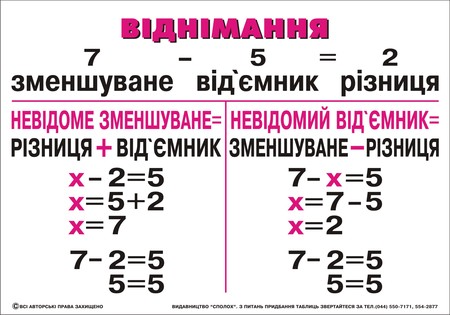 ВІДНІМАННЯ
7 – 5 = 2
зменшуване від`ємник різниця
НЕВІДОМЕ ЗМЕНШУВАНЕ=
РІЗНИЦЯ+ВІД`ЄМНИК
x–2=5
x=5+2
x=7
7–2=5
5=5
НЕВІДОМИЙ ВІД`ЄМНИК=
ЗМЕНШУВАНЕ–РІЗНИЦЯ
7–x=5
x=7–5
x=2
7–2=5
5=5
© ВСІ АВТОРСЬКІ ПРАВА ЗАХИЩЕНО
ВИДАВНИЦТВО "СПОЛОХ". З ПИТАНЬ ПРИДБАННЯ ТАБЛИЦЬ ЗВЕРТАЙТЕСЯ ЗА ТЕЛ.(044) 550-7171, 554-2677